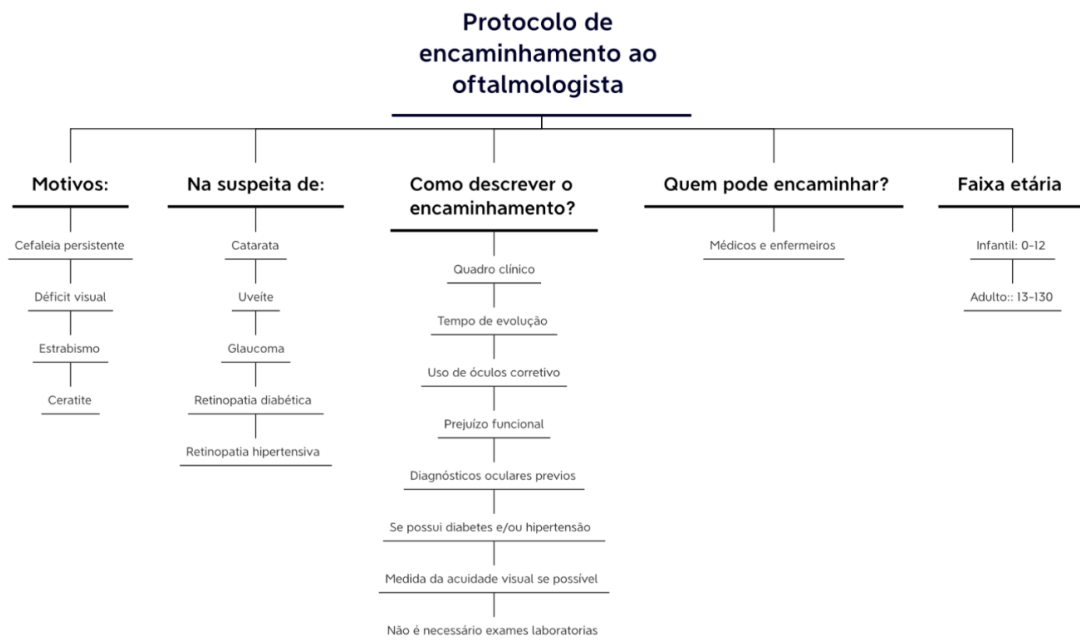 Protocolo de
encaminhamento ao
oftalmologista
Motivos:
Cefaleia persistente
Déficit visual
Estrabismo
Ceratite
Na suspeita de:
Catarata
Uveíte
Glaucoma
Retinopatia diabética
Retinopatia hipertensiva
Como descrever o
encaminhamento?
Quadro clínico
Tempo de evolução
Uso de óculos corretivo
Prejuízo funcional
Diagnósticos oculares previos
Se possui diabetes e/ou hipertensão
Medida da acuidade visual se possível
Não é necessário exames laboratorias
Quem pode encaminhar?
Médicos e enfermeiros
Faixa etária
Infantil: 0-12
Adulto:: 13-130